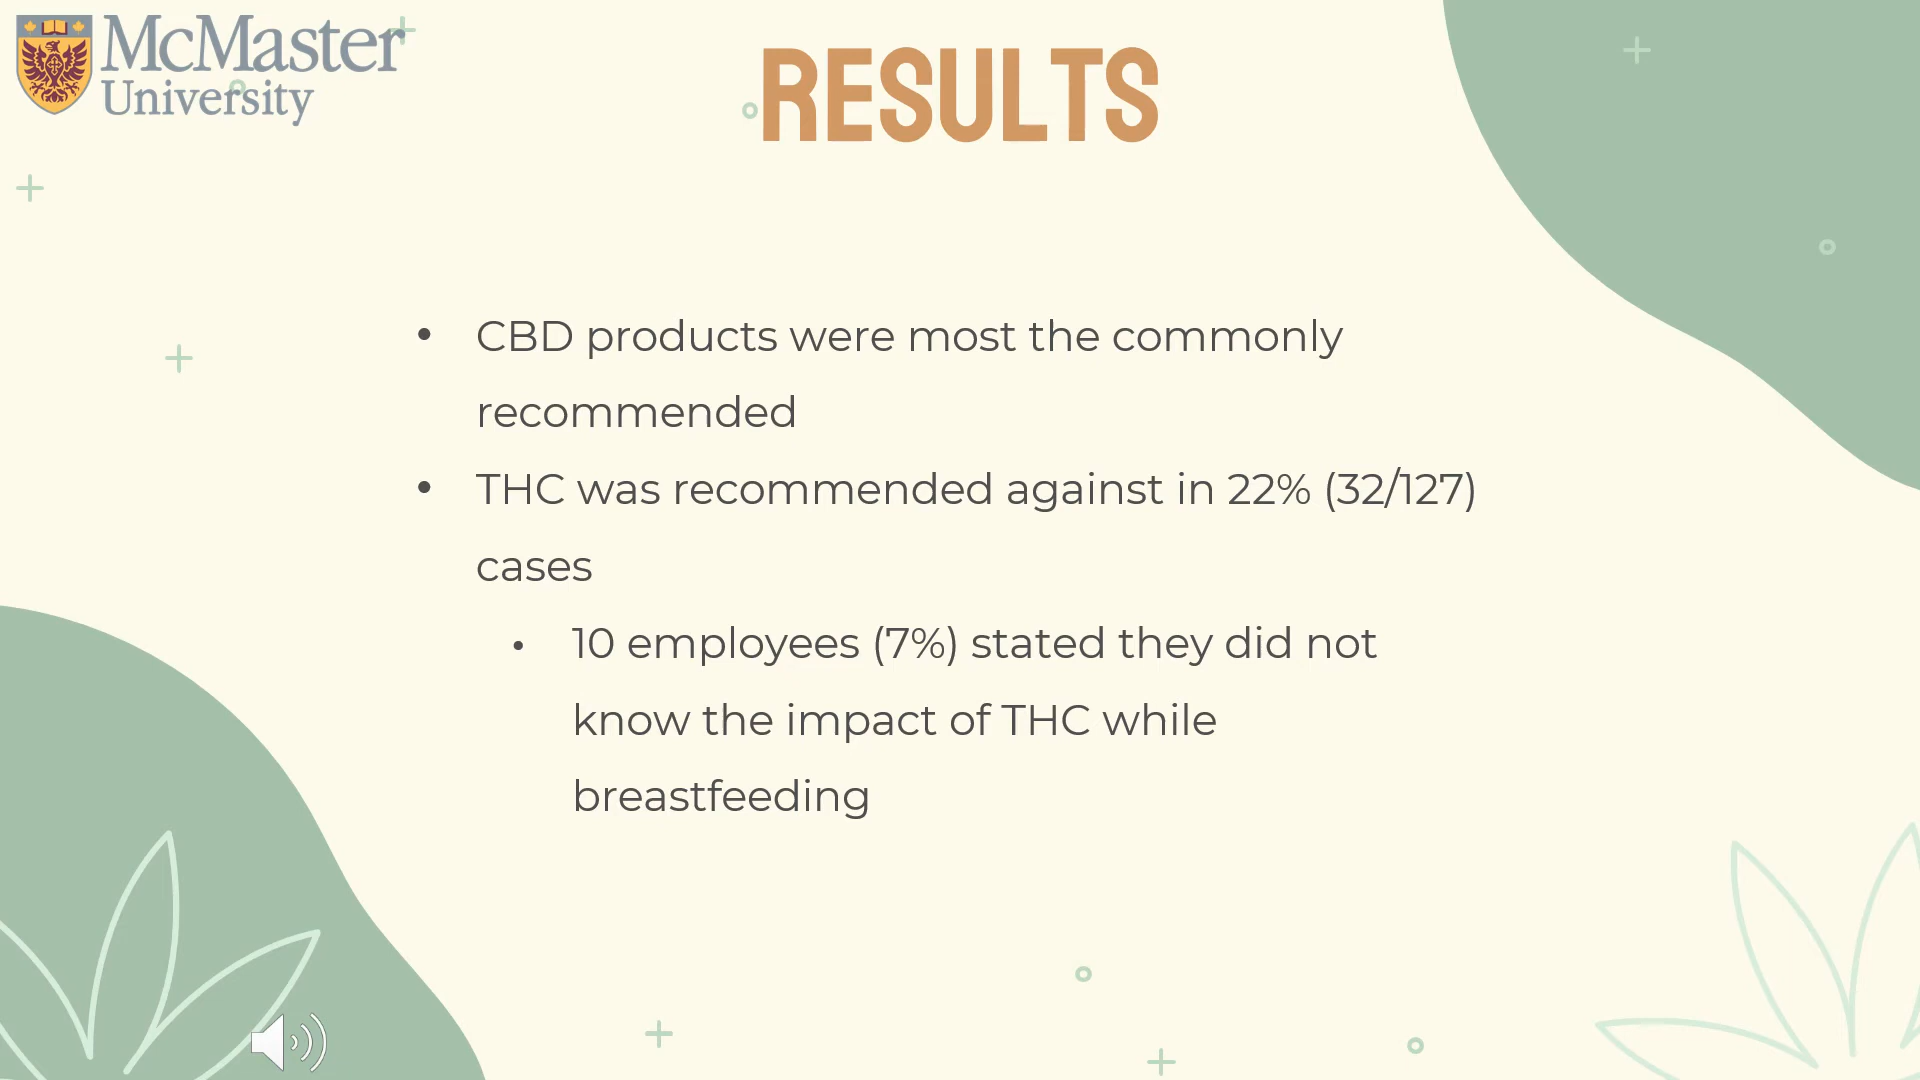 McMaster
University
RESULTS
• CBD products were most the commonly
recommended
• THC was recommended against in 22% (32/127)
cases
• 10 employees (7%) stated they did not
know the impact of THC while
breastfeeding